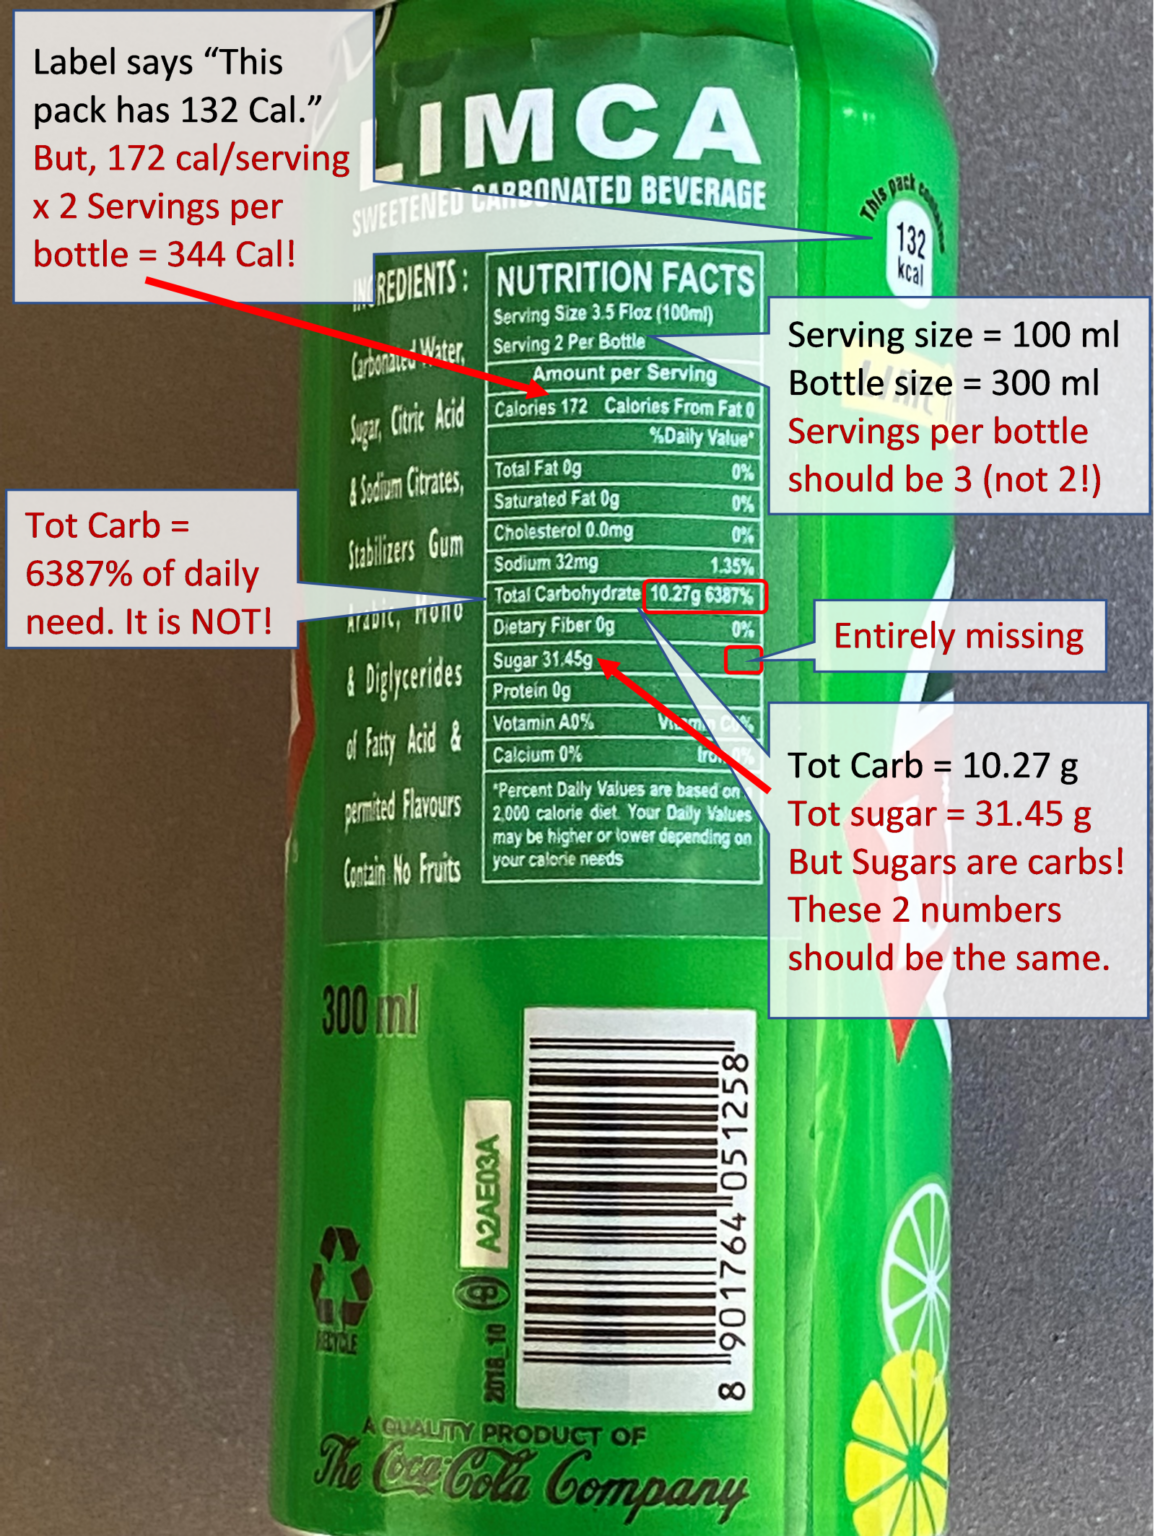 Label says “This
pack has 132 Cal.”
But, 172 cal/serving
x 2 Servings per
bottle = 344 Cal!
LIMCA
SWEETENED CARBONATED BEVERAGE
This pack contains
132
kcal
INGREDIENTS :
Carbonated Water,
Sugar, Citric Acid
& Sodium Citrates,
Stabilizers Gum
Arabic, Mono
& Diglycerides
of Fatty Acid &
permited Flavours
Contain No Fruits
NUTRITION FACTS
Serving Size 3.5 Floz (100ml)
Serving 2 Per Bottle
Amount per Serving
Calories 172 Calories From Fat 0
%Daily Value*
Total Fat 0g 0%
Saturated Fat 0g 0%
Cholesterol 0.0mg 0%
Sodium 32mg 1.35%
Total Carbohydrate 10.27g 6387%
Dietary Fiber 0g 0%
Sugar 31.45g
Protein 0g
Votamin A0% Vitamin C0%
Calcium 0% Iron 0%
*Percent Daily Values are based on
2,000 calorie diet. Your Daily Values
may be higher or lower depending on
your calorie needs
Serving size = 100 ml
Bottle size = 300 ml
Servings per bottle
should be 3 (not 2!)
Tot Carb =
6387% of daily
need. It is NOT!
Entirely missing
Tot Carb = 10.27 g
Tot sugar = 31.45 g
But Sugars are carbs!
These 2 numbers
should be the same.
300 ml
A2AE03A
2018_10
8 901764 051258
RECYCLE
A QUALITY PRODUCT OF
The Coca-Cola Company